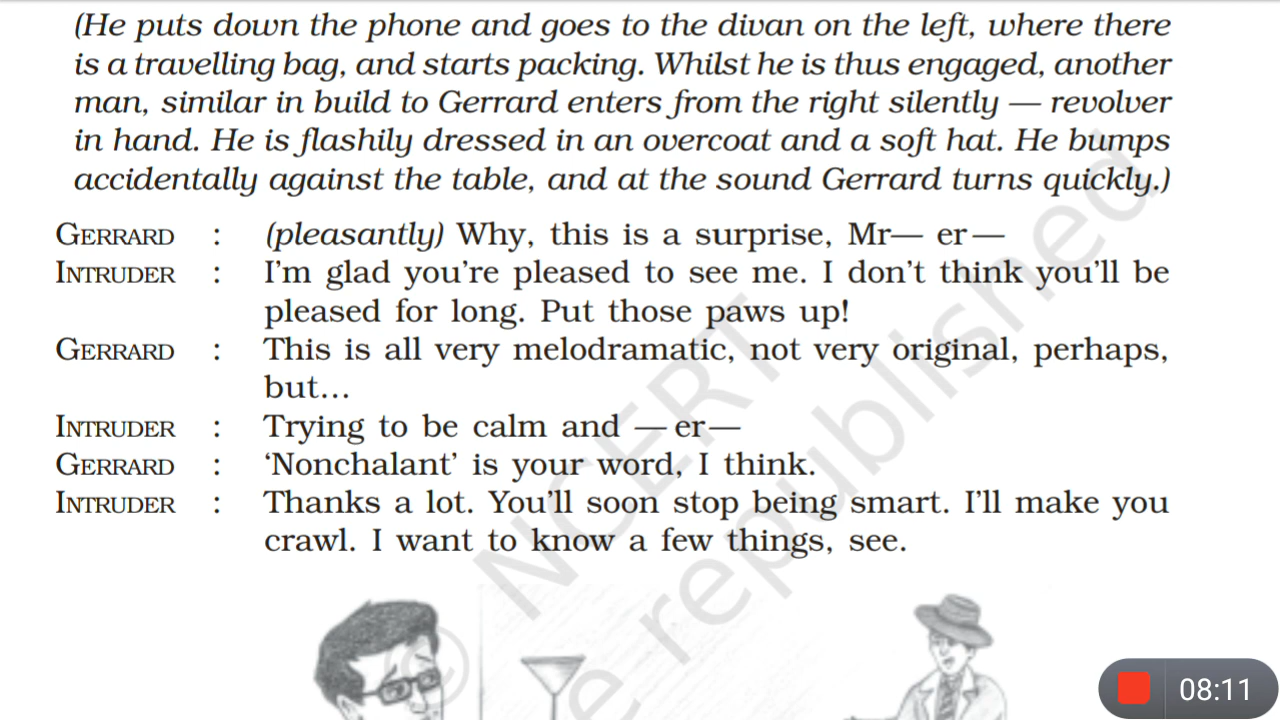 (He puts down the phone and goes to the divan on the left, where there
is a travelling bag, and starts packing. Whilst he is thus engaged, another
man, similar in build to Gerrard enters from the right silently — revolver
in hand. He is flashily dressed in an overcoat and a soft hat. He bumps
accidentally against the table, and at the sound Gerrard turns quickly.)
GERRARD : (pleasantly) Why, this is a surprise, Mr— er—
INTRUDER : I'm glad you're pleased to see me. I don't think you'll be
pleased for long. Put those paws up!
GERRARD : This is all very melodramatic, not very original, perhaps,
but...
INTRUDER : Trying to be calm and —er—
GERRARD : 'Nonchalant' is your word, I think.
INTRUDER : Thanks a lot. You'll soon stop being smart. I'll make you
crawl. I want to know a few things, see.
© NCERT
e republished
08:11